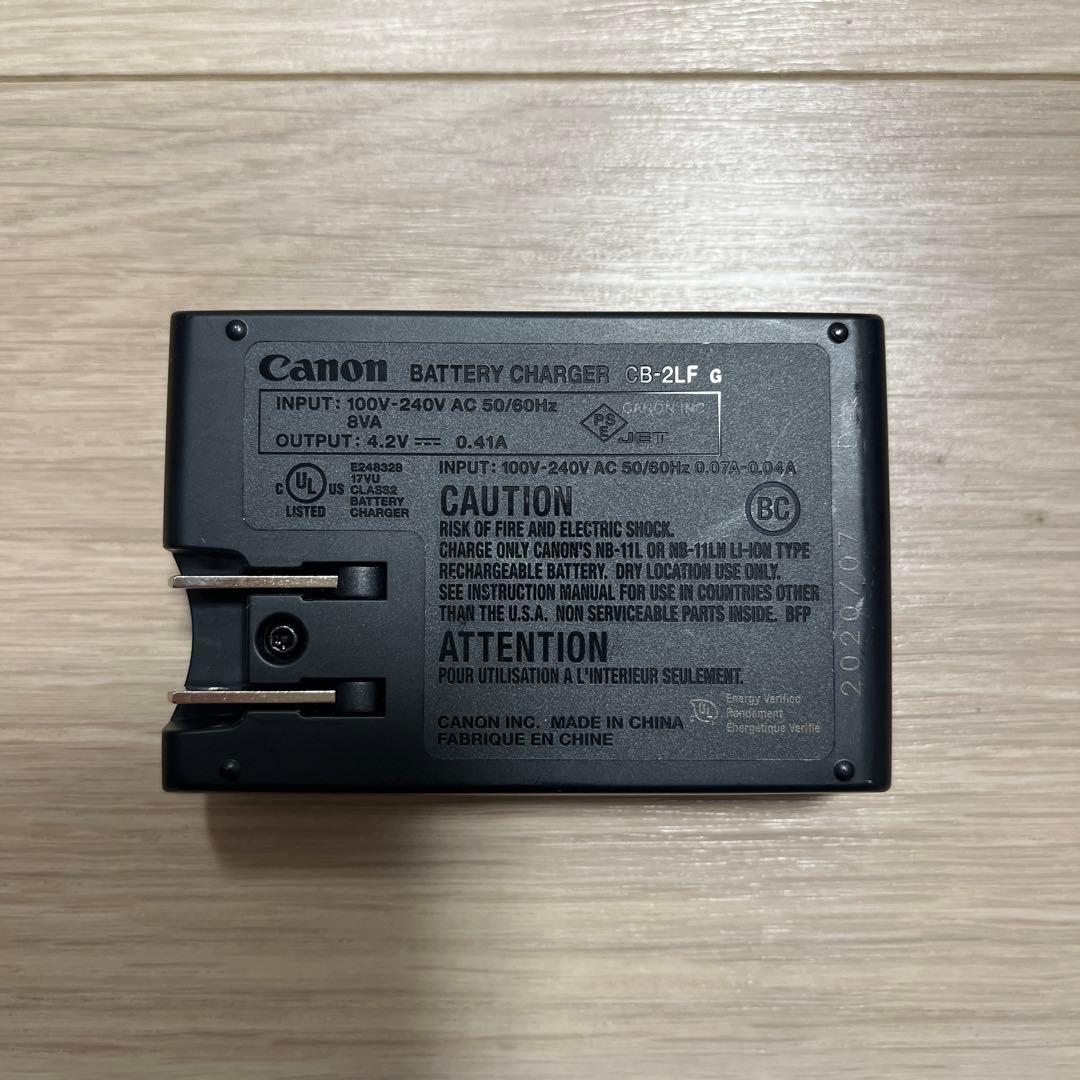 Canon BATTERY CHARGER CB-2LF G
INPUT: 100V-240V AC 50/60Hz
8VA
OUTPUT: 4.2V 0.41A
PS E JET CANON INC
C UL US LISTED
E248328
17VU
CLASS2
BATTERY
CHARGER
INPUT: 100V-240V AC 50/60Hz 0.07A-0.04A
CAUTION
BC
RISK OF FIRE AND ELECTRIC SHOCK.
CHARGE ONLY CANON'S NB-11L OR NB-11LH LI-ION TYPE
RECHARGEABLE BATTERY. DRY LOCATION USE ONLY.
SEE INSTRUCTION MANUAL FOR USE IN COUNTRIES OTHER
THAN THE U.S.A. NON SERVICEABLE PARTS INSIDE. BFP
ATTENTION
POUR UTILISATION A L'INTERIEUR SEULEMENT.
CANON INC. MADE IN CHINA
FABRIQUE EN CHINE
UL
Energy Verified
Rendement
Energetique Verifie
2020/07